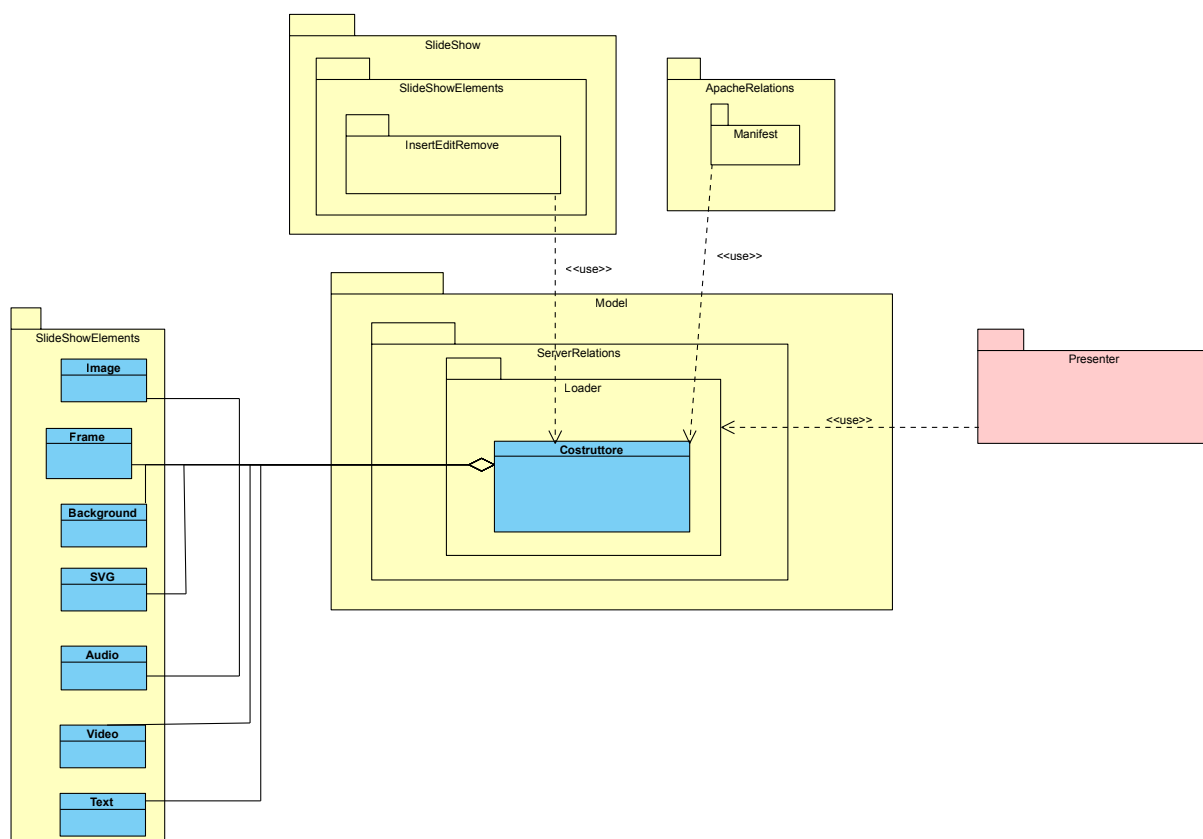 SlideShow
SlideShowElements
InsertEditRemove
ApacheRelations
Manifest
<<use>>
<<use>>
Model
ServerRelations
Loader
Costruttore
<<use>>
Presenter
SlideShowElements
Image
Frame
Background
SVG
Audio
Video
Text